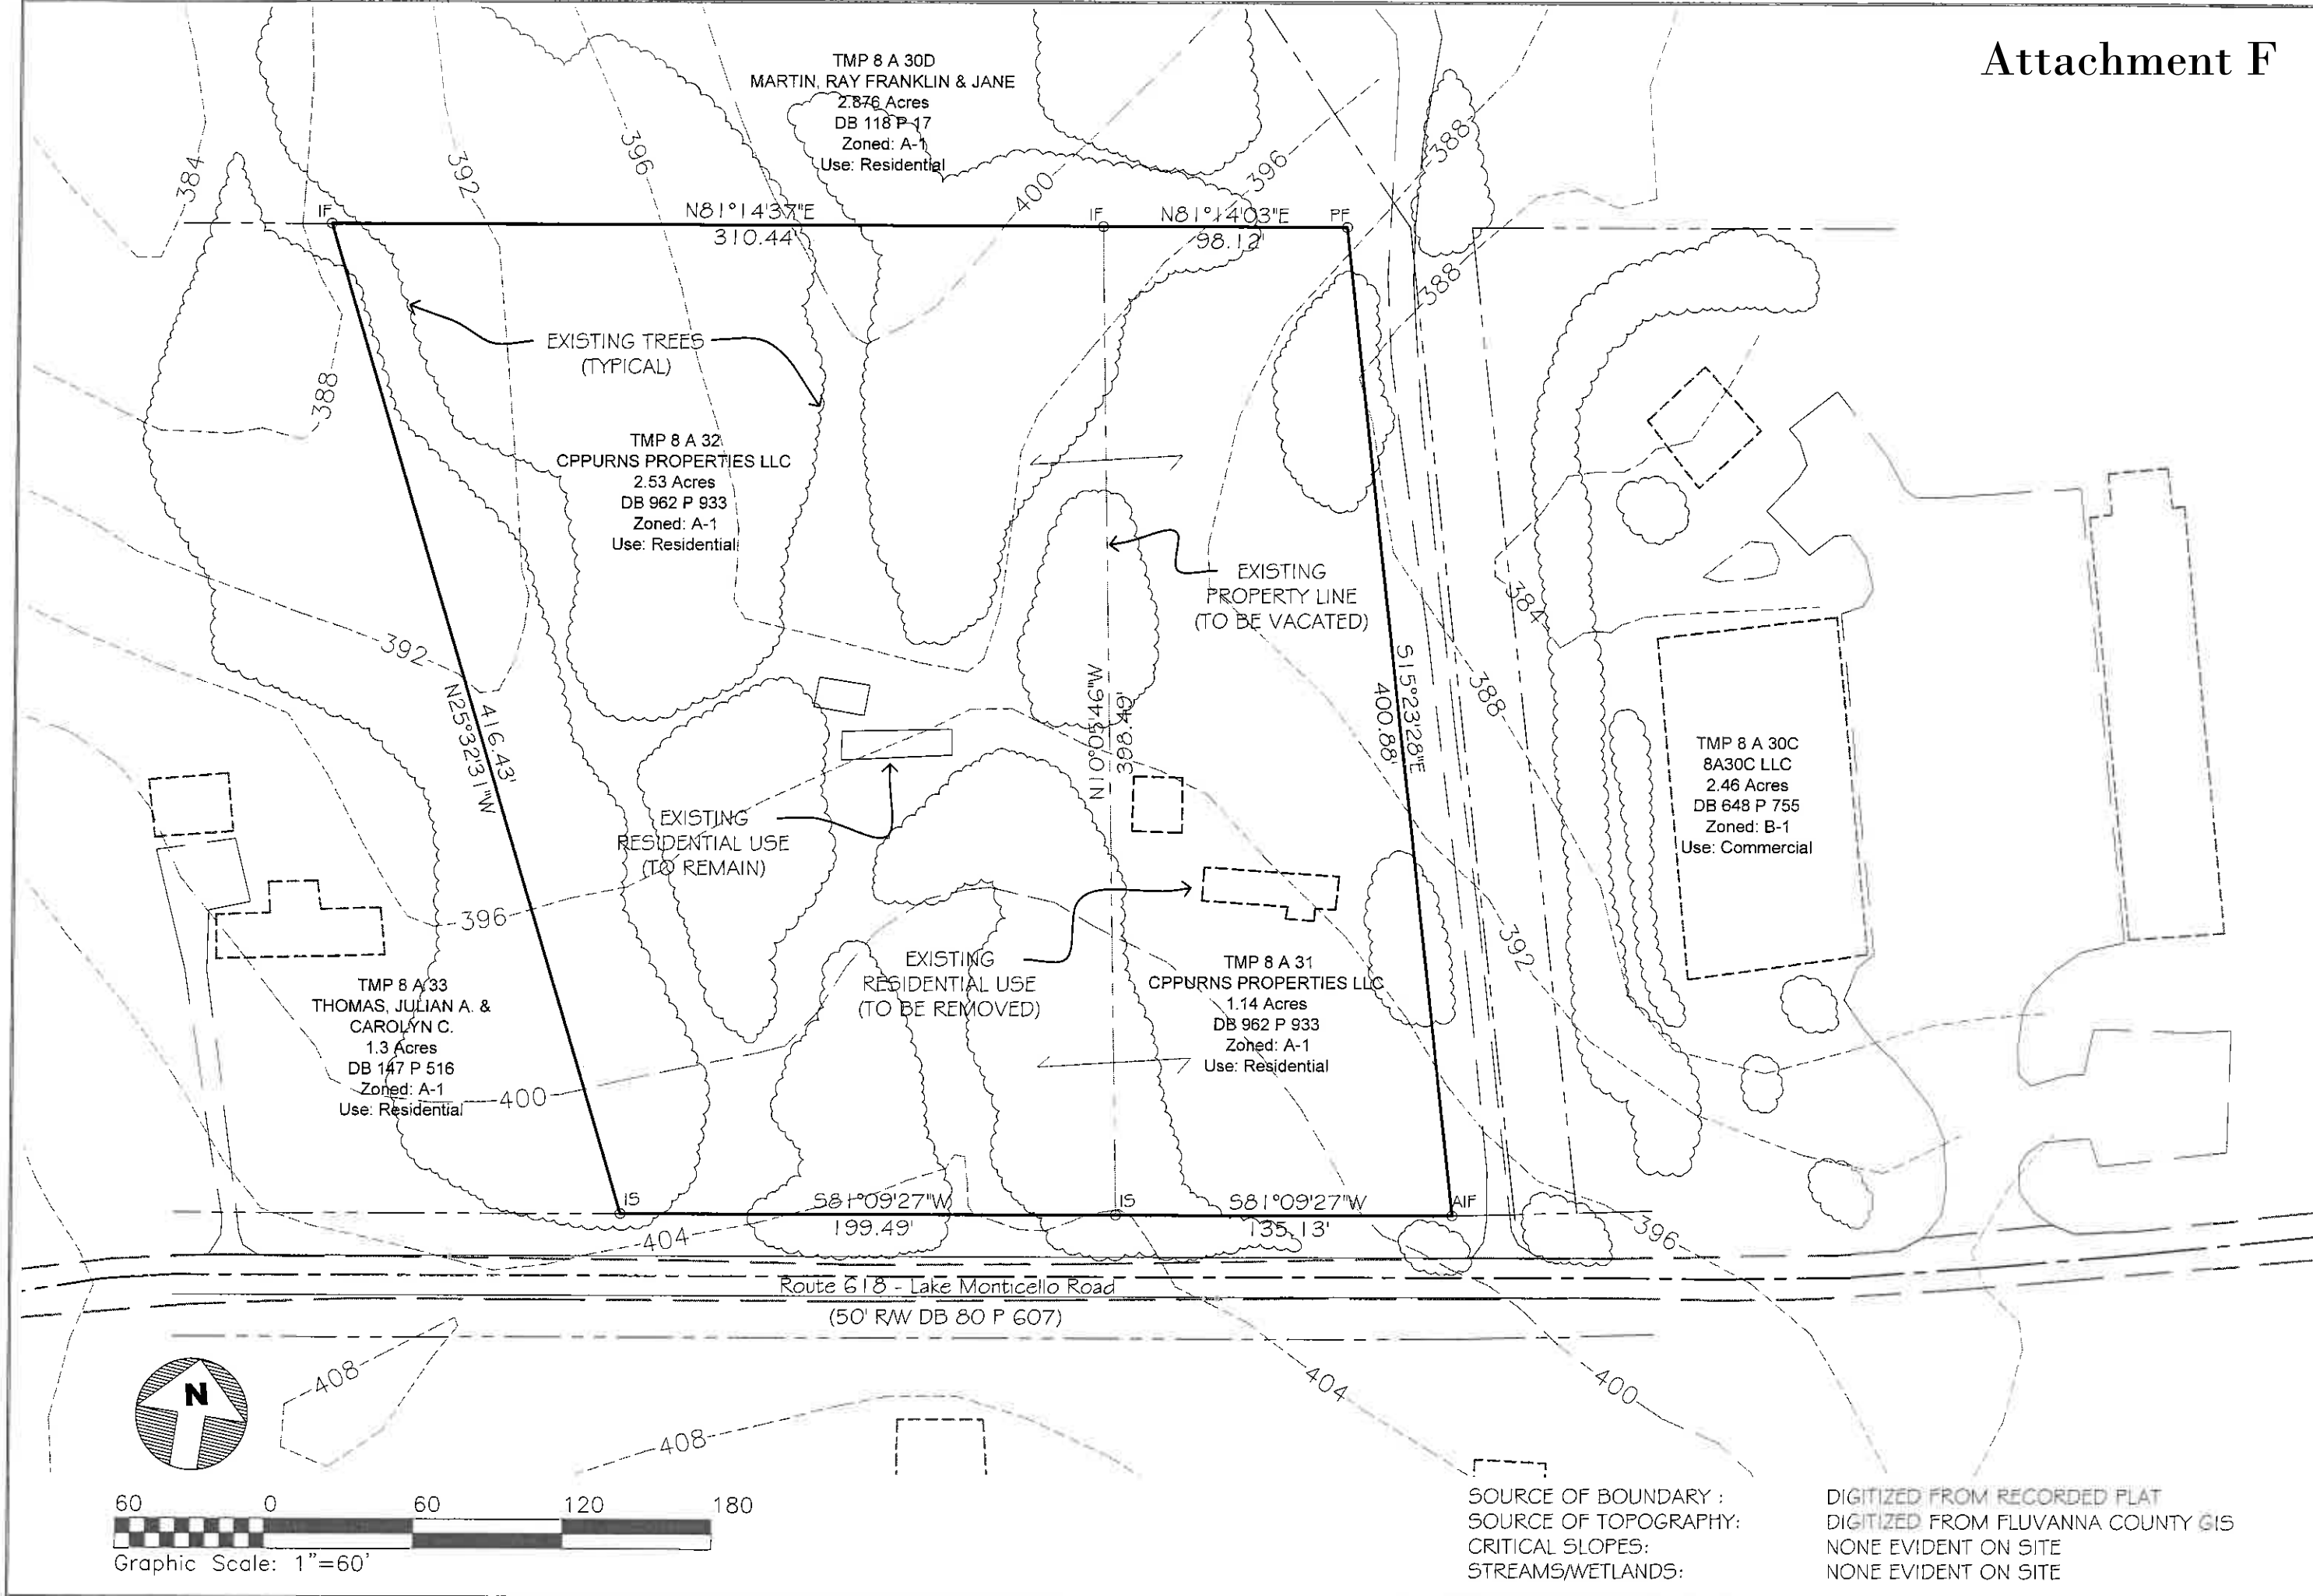 Attachment F
TMP 8 A 30D
MARTIN, RAY FRANKLIN & JANE
2.876 Acres
DB 118 P 17
Zoned: A-1
Use: Residential
384
392
396
400
396
388
IF
N81°14'37"E
310.44'
IF
N81°14'03"E
98.12'
PF
388
EXISTING TREES
(TYPICAL)
388
TMP 8 A 32
CPPURNS PROPERTIES LLC
2.53 Acres
DB 962 P 933
Zoned: A-1
Use: Residential
EXISTING
PROPERTY LINE
(TO BE VACATED)
384
392
N25°32'31"W
416.43'
N10°05'46"W
398.49'
S15°23'28"E
400.88'
388
TMP 8 A 30C
8A30C LLC
2.46 Acres
DB 648 P 755
Zoned: B-1
Use: Commercial
EXISTING
RESIDENTIAL USE
(TO REMAIN)
396
392
EXISTING
RESIDENTIAL USE
(TO BE REMOVED)
TMP 8 A 31
CPPURNS PROPERTIES LLC
1.14 Acres
DB 962 P 933
Zoned: A-1
Use: Residential
TMP 8 A 33
THOMAS, JULIAN A. &
CAROLYN C.
1.3 Acres
DB 147 P 516
Zoned: A-1
Use: Residential
400
IS
S81°09'27"W
199.49'
IS
S81°09'27"W
135.13'
AIF
404
396
Route 618 - Lake Monticello Road
(50' R/W DB 80 P 607)
408
404
400
408
N
60 0 60 120 180
Graphic Scale: 1"=60'
SOURCE OF BOUNDARY : DIGITIZED FROM RECORDED PLAT
SOURCE OF TOPOGRAPHY: DIGITIZED FROM FLUVANNA COUNTY GIS
CRITICAL SLOPES: NONE EVIDENT ON SITE
STREAMS/WETLANDS: NONE EVIDENT ON SITE